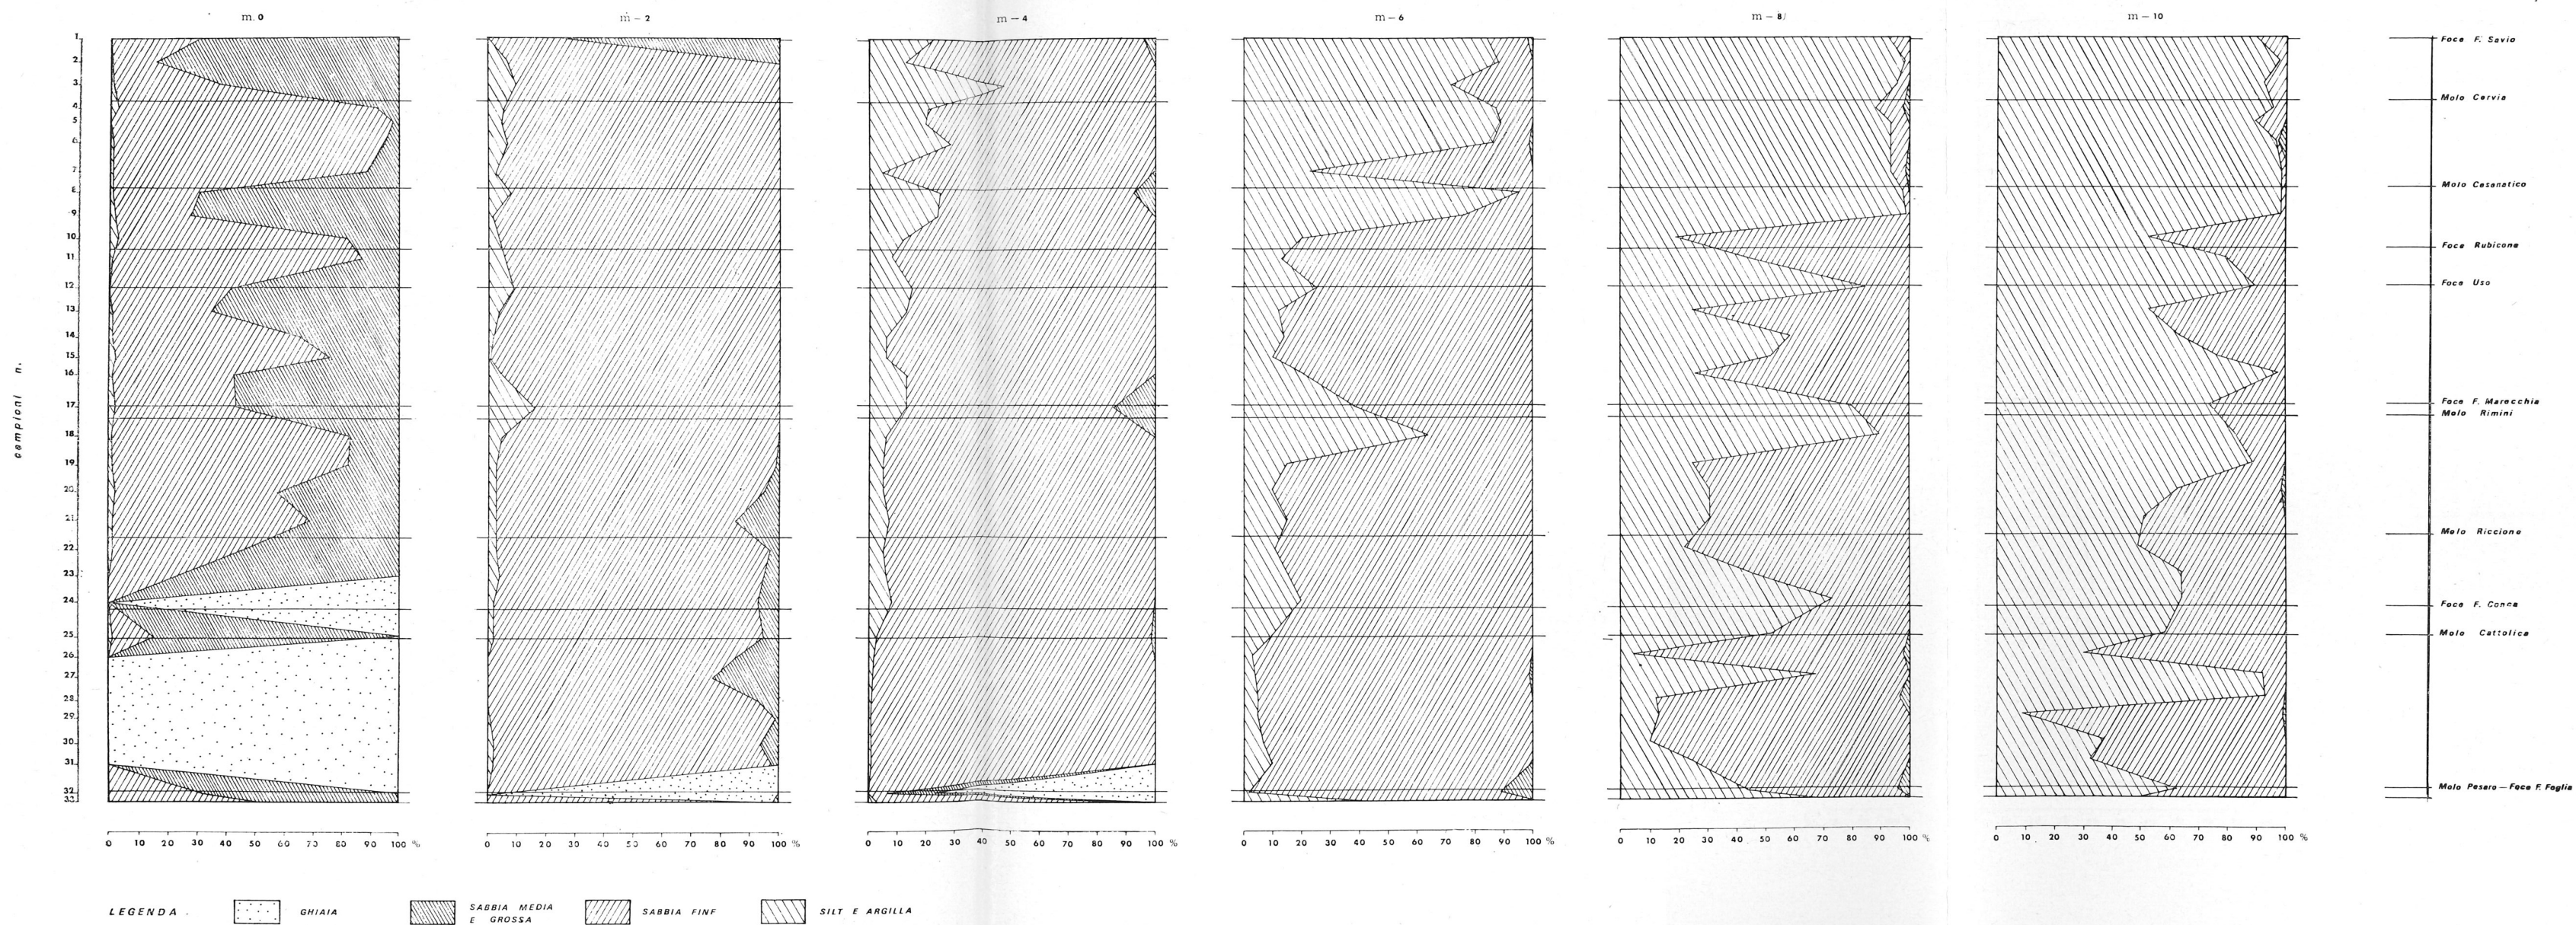 m. 0
m – 2
m – 4
m – 6
m – 8
m – 10
campioni n.
1
2
3
4
5
6
7
8
9
10
11
12
13
14
15
16
17
18
19
20
21
22
23
24
25
26
27
28
29
30
31
32
33
Foce F. Savio
Molo Cervia
Molo Cesenatico
Foce Rubicone
Foce Uso
Foce F. Marecchia
Molo Rimini
Molo Riccione
Foce F. Conca
Molo Cattolica
Molo Pesaro – Foce F. Foglia
0 10 20 30 40 50 60 70 80 90 100 %
0 10 20 30 40 50 60 70 80 90 100 %
0 10 20 30 40 50 60 70 80 90 100 %
0 10 20 30 40 50 60 70 80 90 100 %
0 10 20 30 40 50 60 70 80 90 100 %
0 10 20 30 40 50 60 70 80 90 100 %
LEGENDA
GHIAIA
SABBIA MEDIA
E GROSSA
SABBIA FINE
SILT E ARGILLA